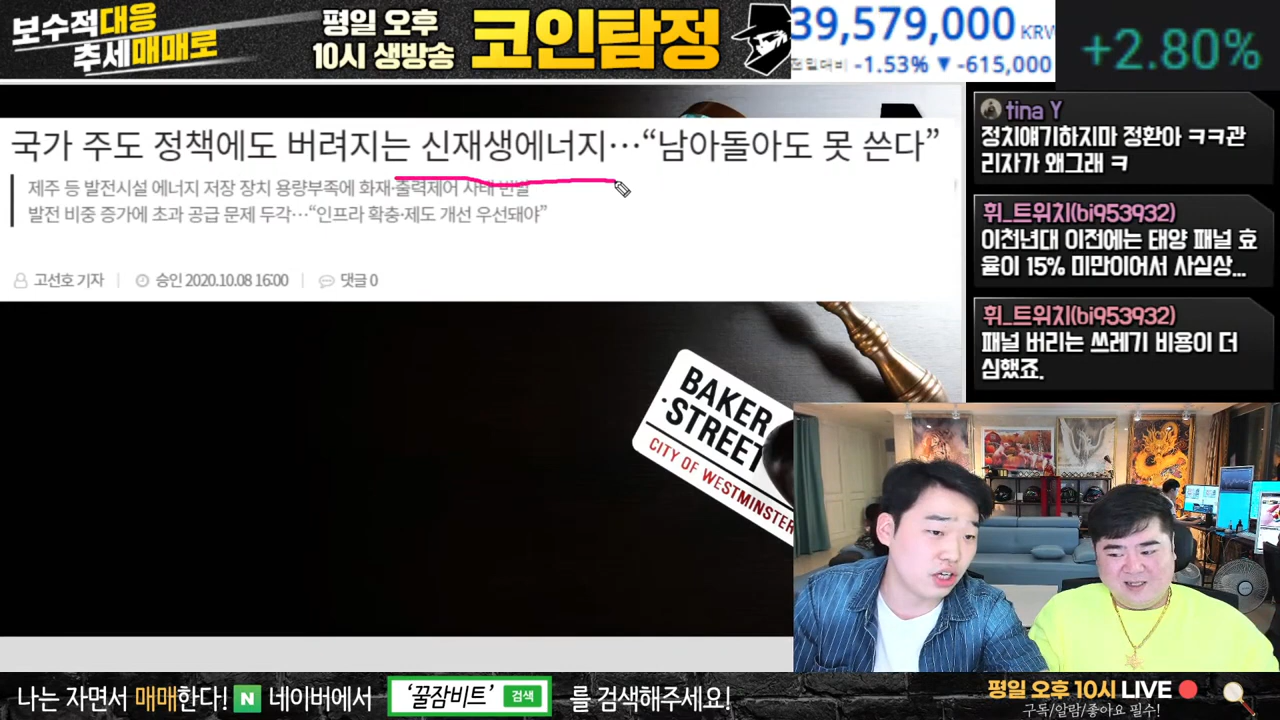 보수적대응
추세매매로
평일 오후
10시 생방송
코인탐정
39,579,000 KRW
전일대비 -1.53% ▼ -615,000
+2.80%
국가 주도 정책에도 버려지는 신재생에너지…“남아돌아도 못 쓴다”
제주 등 발전시설 에너지 저장 장치 용량부족에 화재·출력제어 사태 빈발
발전 비중 증가에 초과 공급 문제 두각…“인프라 확충·제도 개선 우선돼야”
고선호 기자 | 승인 2020.10.08 16:00 | 댓글 0
tina Y
정치얘기하지마 정환아 ㅋㅋ관
리자가 왜그래 ㅋ
휘_트위치(bi953932)
이천년대 이전에는 태양 패널 효
율이 15% 미만이어서 사실상...
휘_트위치(bi953932)
패널 버리는 쓰레기 비용이 더
심했죠.
BAKER
STREET
CITY OF WESTMINSTER
나는 자면서 매매한다! N 네이버에서 '꿀잠비트' 검색 를 검색해주세요!
평일 오후 10시 LIVE
구독/알람/좋아요 필수!